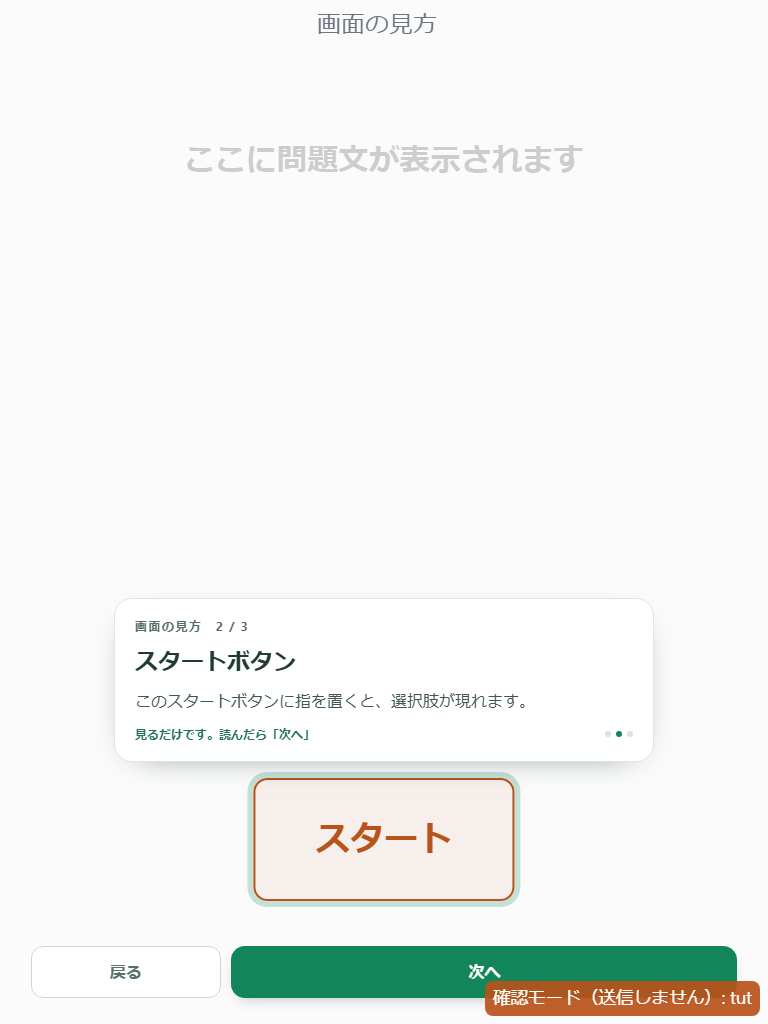 画面の見方
ここに問題文が表示されます
画面の見方 2 / 3
スタートボタン
このスタートボタンに指を置くと、選択肢が現れます。
見るだけです。読んだら「次へ」
スタート
戻る
次へ
確認モード（送信しません）: tut